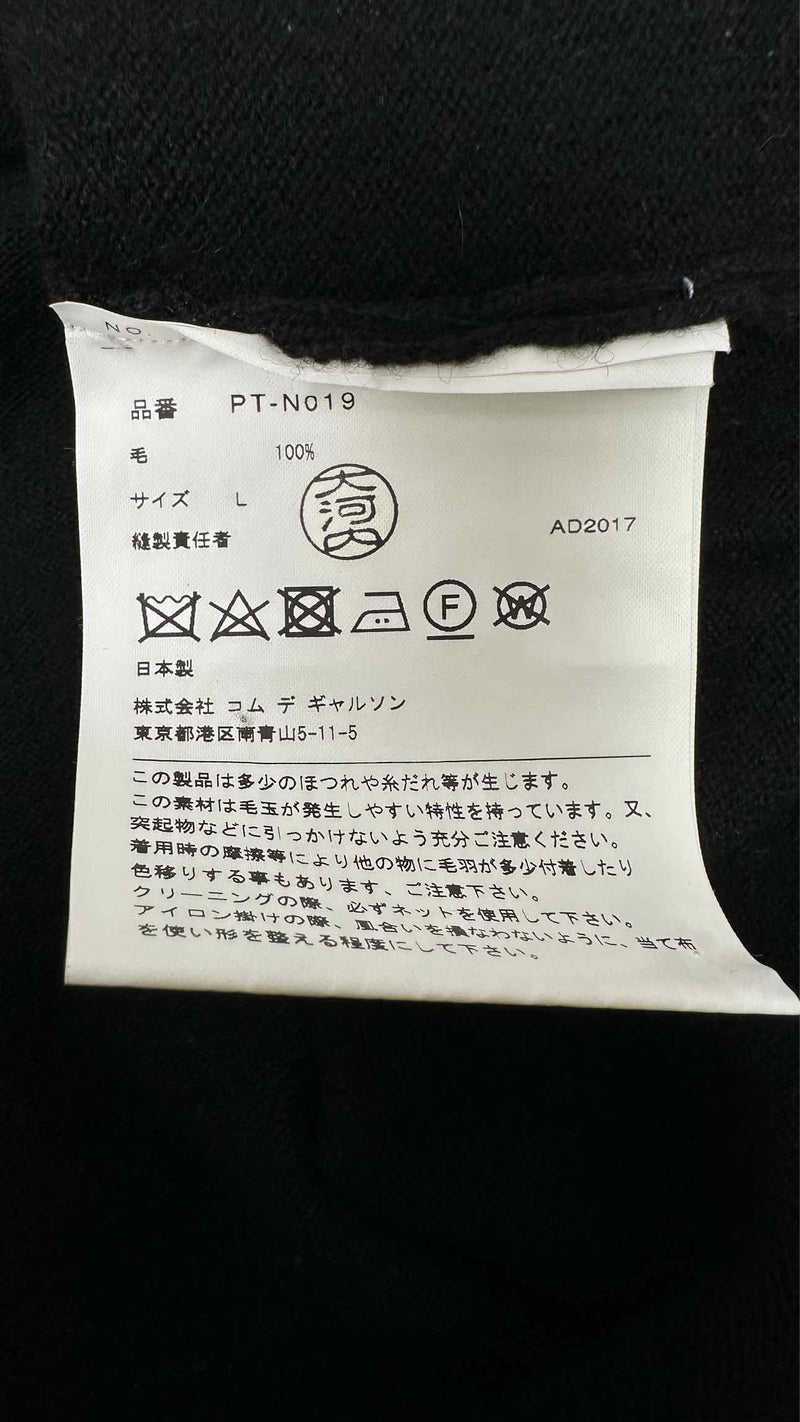 NO.
品番 PT-N019
毛 100%
サイズ L
大河内
縫製責任者
AD2017
F
W
日本製
株式会社 コム デ ギャルソン
東京都港区南青山5-11-5
この製品は多少のほつれや糸だれ等が生じます。
この素材は毛玉が発生しやすい特性を持っています。又、
突起物などに引っかけないよう充分ご注意ください。
着用時の摩擦等により他の物に毛羽が多少付着したり
色移りする事もあります、ご注意下さい。
クリーニングの際、必ずネットを使用して下さい。
アイロン掛けの際、風合いを損なわないように、当て布
を使い形を整える程度にして下さい。